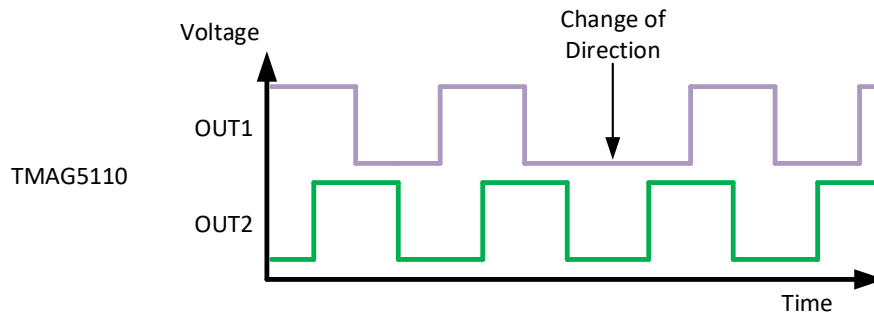 Change of
Direction
Voltage
OUT1
TMAG5110
OUT2
Time